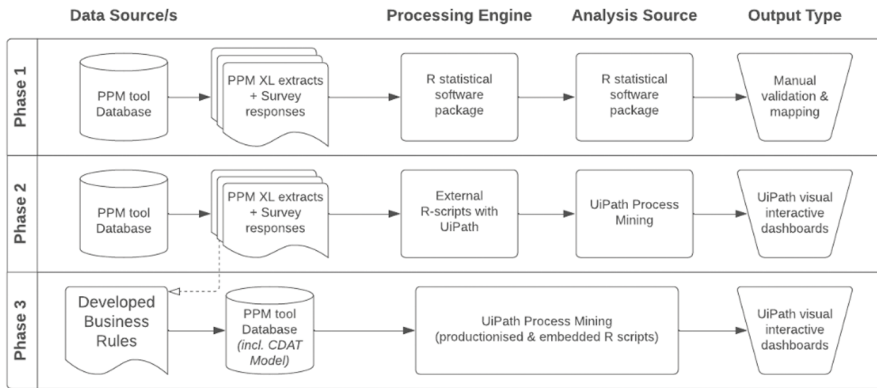 Data Source/s
Processing Engine
Analysis Source
Output Type
Phase 1
PPM tool
Database
PPM XL extracts
+ Survey
responses
R statistical
software
package
R statistical
software
package
Manual
validation &
mapping
Phase 2
PPM tool
Database
PPM XL extracts
+ Survey
responses
External
R-scripts with
UiPath
UiPath Process
Mining
UiPath visual
interactive
dashboards
Phase 3
Developed
Business
Rules
PPM tool
Database
(incl. CDAT
Model)
UiPath Process Mining
(productionised & embedded R scripts)
UiPath visual
interactive
dashboards